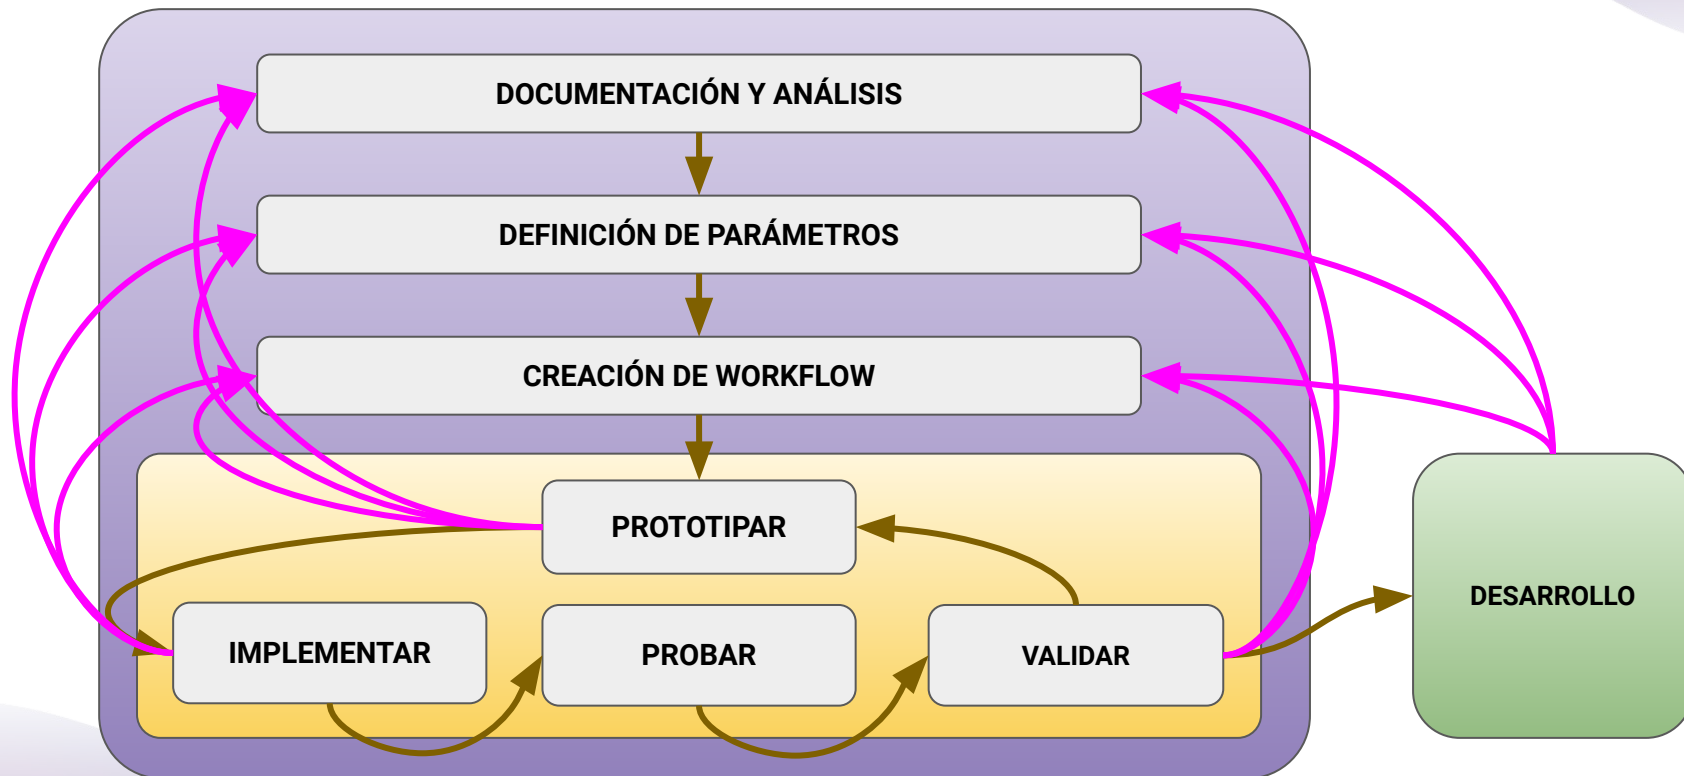 DOCUMENTACIÓN Y ANÁLISIS
DEFINICIÓN DE PARÁMETROS
CREACIÓN DE WORKFLOW
PROTOTIPAR
IMPLEMENTAR
PROBAR
VALIDAR
DESARROLLO